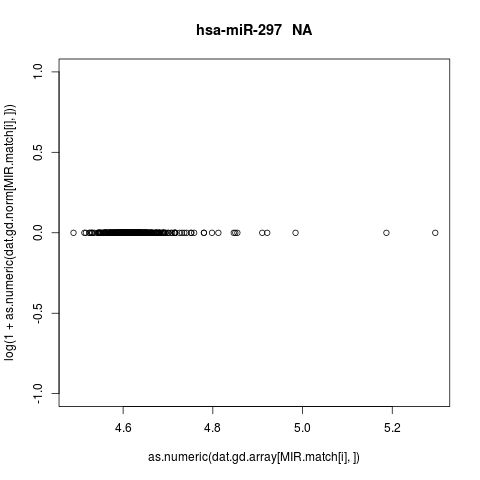 hsa-miR-297 NA
log(1 + as.numeric(dat.gd.norm[MIR.match[i], ]))
1.0
0.5
0.0
-0.5
-1.0
4.6 4.8 5.0 5.2
as.numeric(dat.gd.array[MIR.match[i], ])